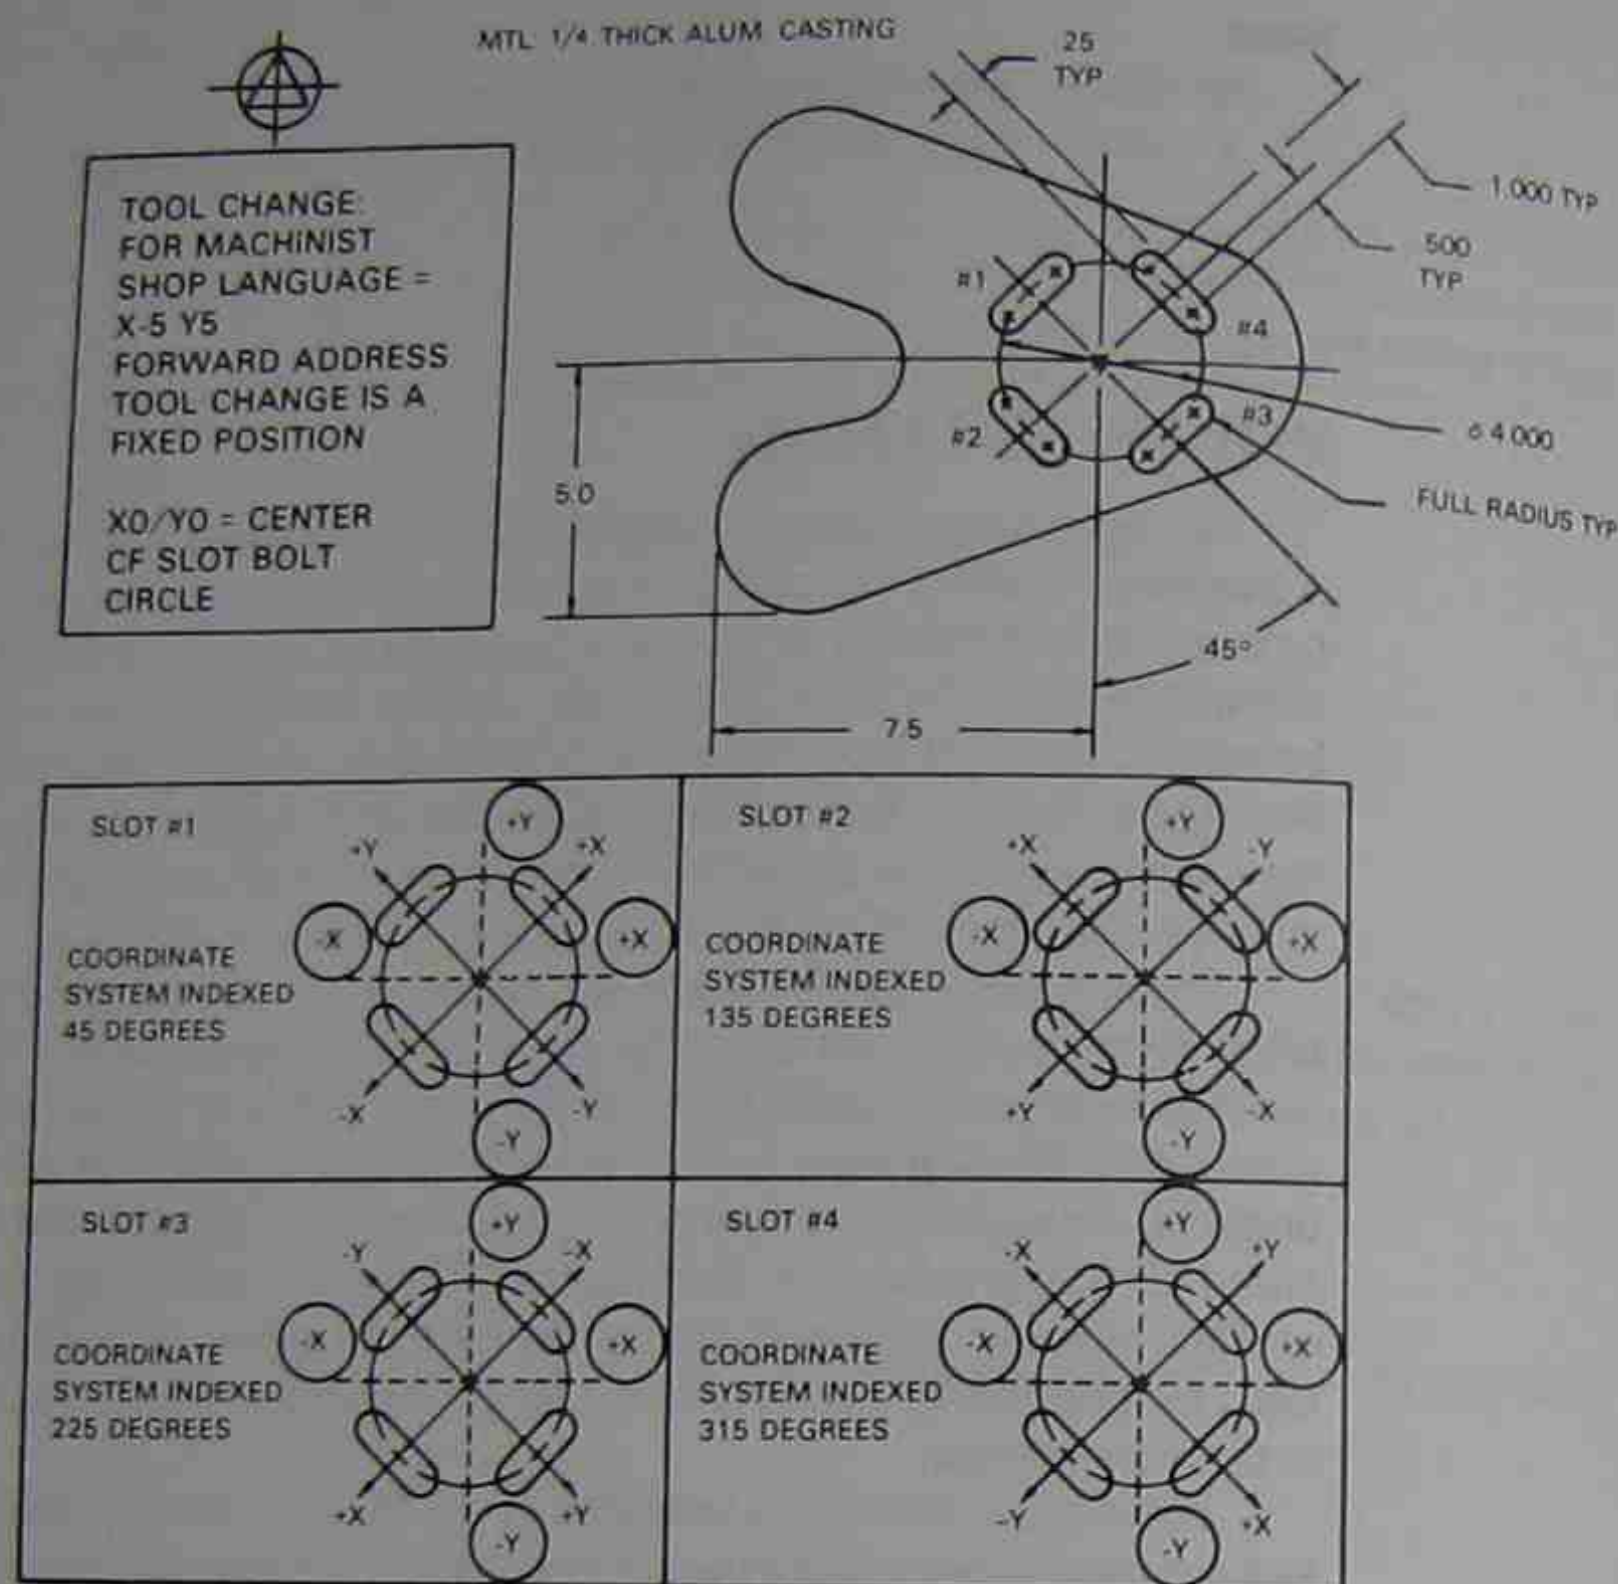 MTL 1/4 THICK ALUM CASTING
TOOL CHANGE:
FOR MACHINIST
SHOP LANGUAGE =
X-5 Y5
FORWARD ADDRESS
TOOL CHANGE IS A
FIXED POSITION
X0/Y0 = CENTER
CF SLOT BOLT
CIRCLE
25
TYP
1.000 TYP
500
TYP
#1
#4
#2
#3
4.000
FULL RADIUS TYP
5.0
45°
7.5
SLOT #1
+Y
+Y
+X
-X
+X
COORDINATE
SYSTEM INDEXED
45 DEGREES
-X
-Y
-Y
SLOT #2
+Y
+X
-Y
-X
+X
COORDINATE
SYSTEM INDEXED
135 DEGREES
+Y
-X
-Y
SLOT #3
+Y
-Y
-X
-X
+X
COORDINATE
SYSTEM INDEXED
225 DEGREES
+X
+Y
-Y
SLOT #4
+Y
-X
+Y
-X
+X
COORDINATE
SYSTEM INDEXED
315 DEGREES
-Y
+X
-Y